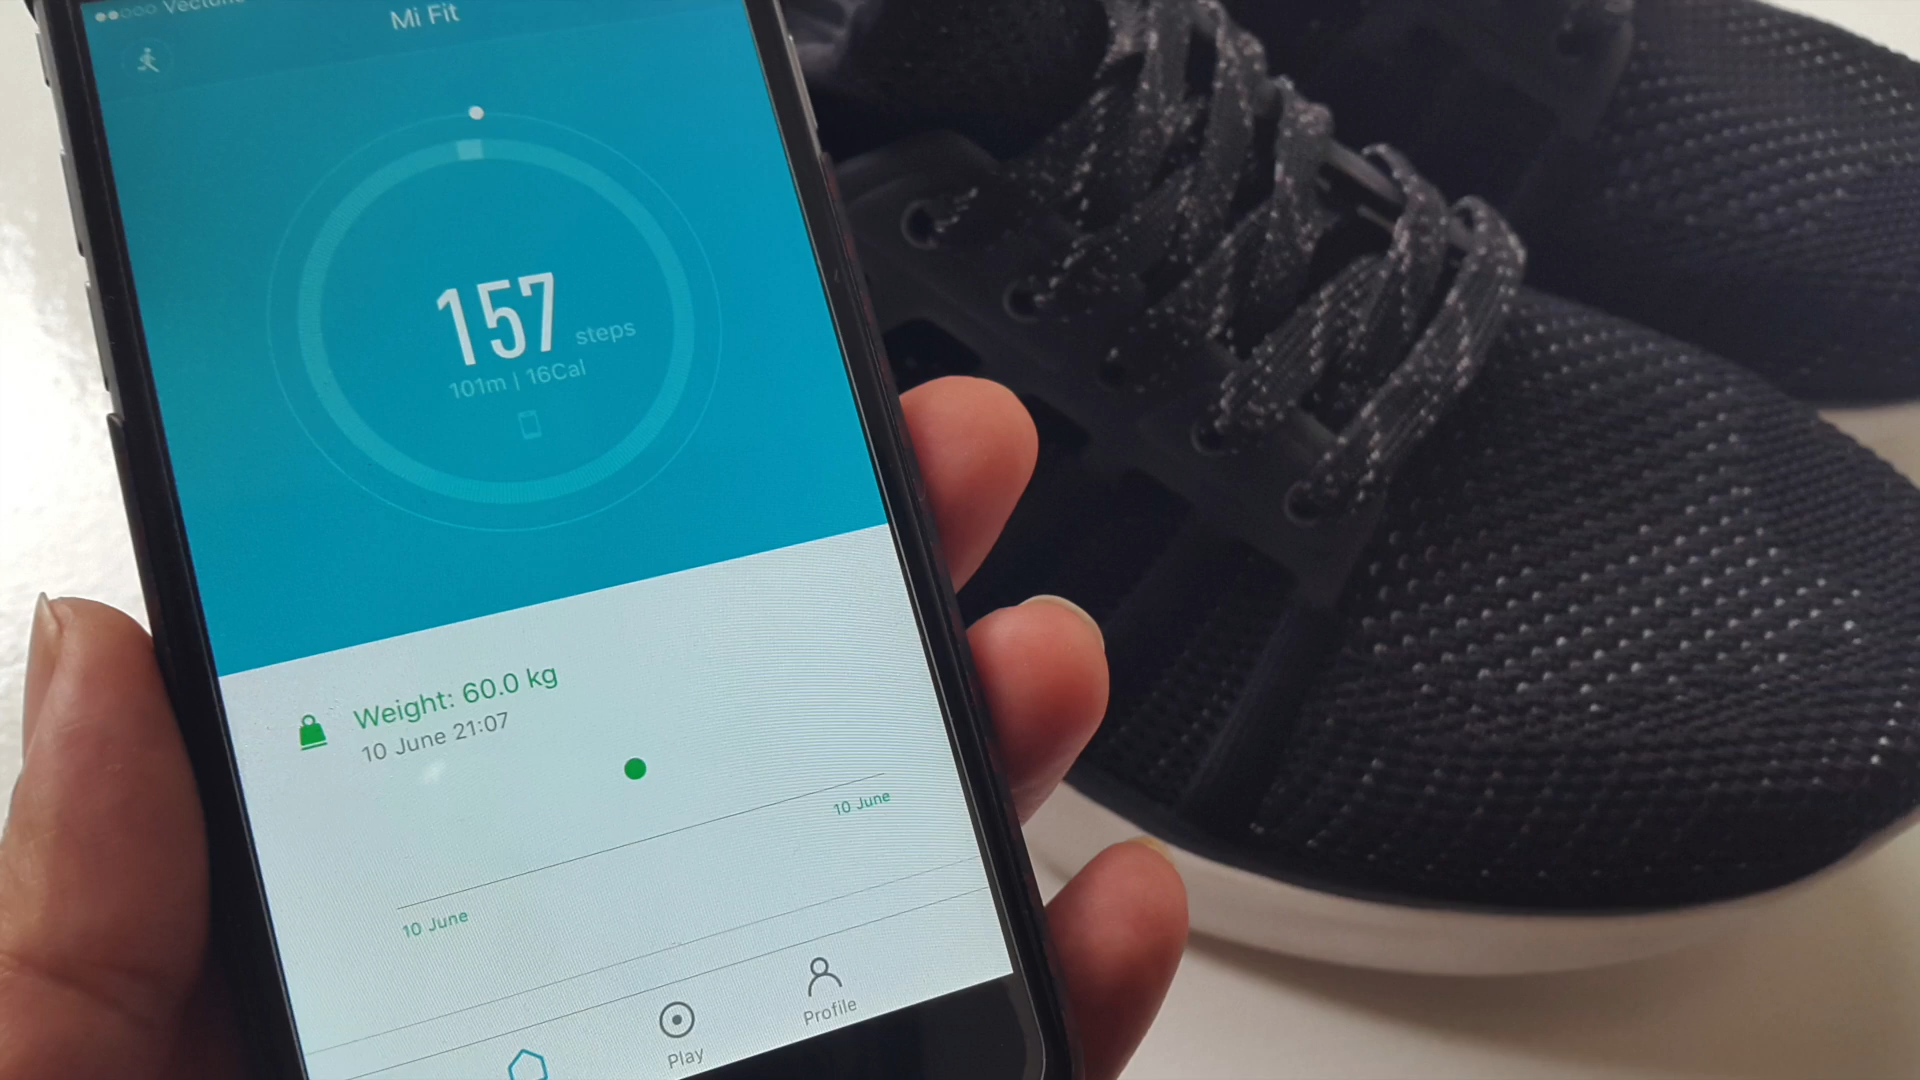 Mi Fit
157 steps
101m | 16Cal
Weight: 60.0 kg
10 June 21:07
10 June
10 June
Play
Profile